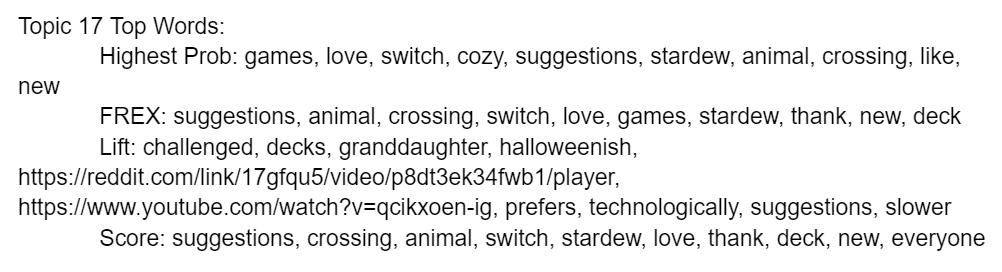 Topic 17 Top Words:
Highest Prob: games, love, switch, cozy, suggestions, stardew, animal, crossing, like,
new
FREX: suggestions, animal, crossing, switch, love, games, stardew, thank, new, deck
Lift: challenged, decks, granddaughter, halloweenish,
https://reddit.com/link/17gfqu5/video/p8dt3ek34fwb1/player,
https://www.youtube.com/watch?v=qcikxoen-ig, prefers, technologically, suggestions, slower
Score: suggestions, crossing, animal, switch, stardew, love, thank, deck, new, everyone